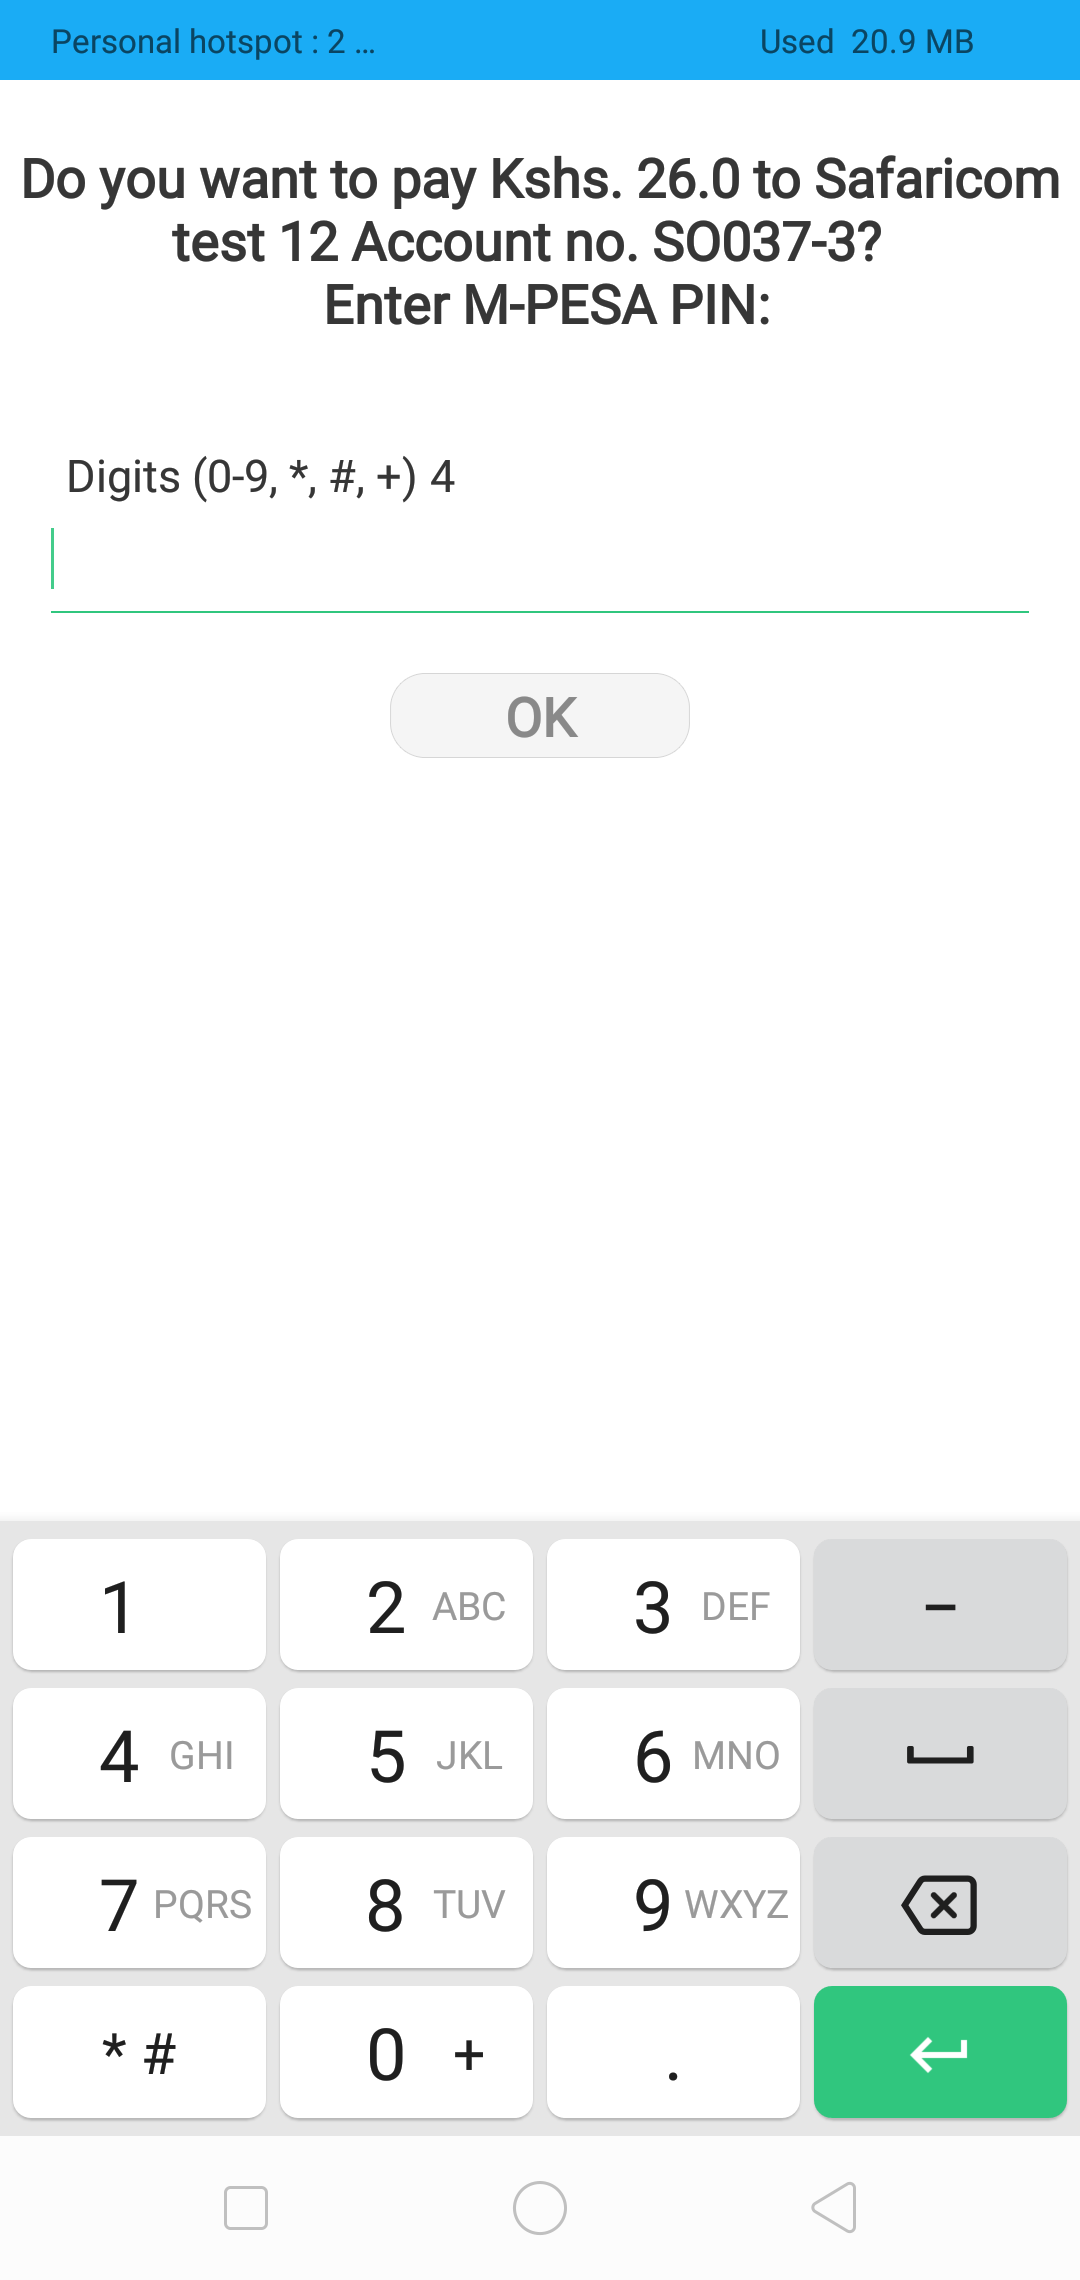 Personal hotspot : 2 ... Used 20.9 MB
Do you want to pay Kshs. 26.0 to Safaricom
test 12 Account no. SO037-3?
Enter M-PESA PIN:
Digits (0-9, *, #, +) 4
OK
1 2 ABC 3 DEF –
4 GHI 5 JKL 6 MNO
7 PQRS 8 TUV 9 WXYZ
* # 0 + .